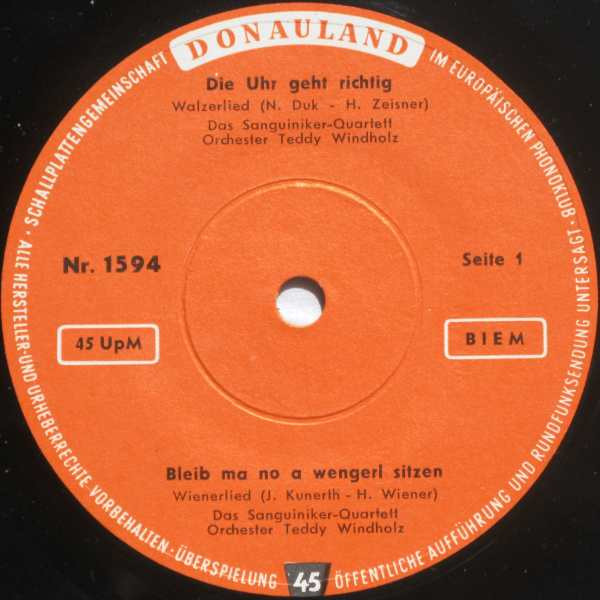 DONAULAND
SCHALLPLATTENGEMEINSCHAFT
IM EUROPÄISCHEN PHONOKLUB ·
Die Uhr geht richtig
Walzerlied (N. Duk - H. Zeisner)
Das Sanguiniker-Quartett
Orchester Teddy Windholz
Nr. 1594
Seite 1
45 UpM
BIEM
Bleib ma no a wengerl sitzen
Wienerlied (J. Kunerth - H. Wiener)
Das Sanguiniker-Quartett
Orchester Teddy Windholz
· ALLE HERSTELLER- UND URHEBERRECHTE VORBEHALTEN · ÜBERSPIELUNG
45
ÖFFENTLICHE AUFFÜHRUNG UND RUNDFUNKSENDUNG UNTERSAGT ·